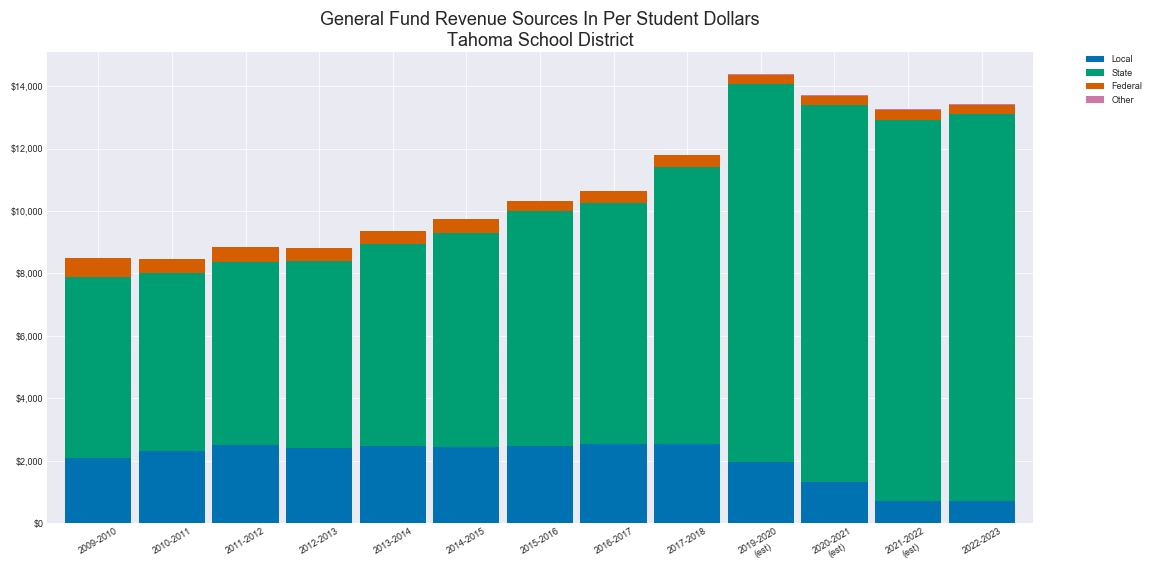 General Fund Revenue Sources In Per Student Dollars
Tahoma School District
Local
State
Federal
Other
$14,000
$12,000
$10,000
$8,000
$6,000
$4,000
$2,000
$0
2009-2010
2010-2011
2011-2012
2012-2013
2013-2014
2014-2015
2015-2016
2016-2017
2017-2018
2019-2020
(est)
2020-2021
(est)
2021-2022
(est)
2022-2023